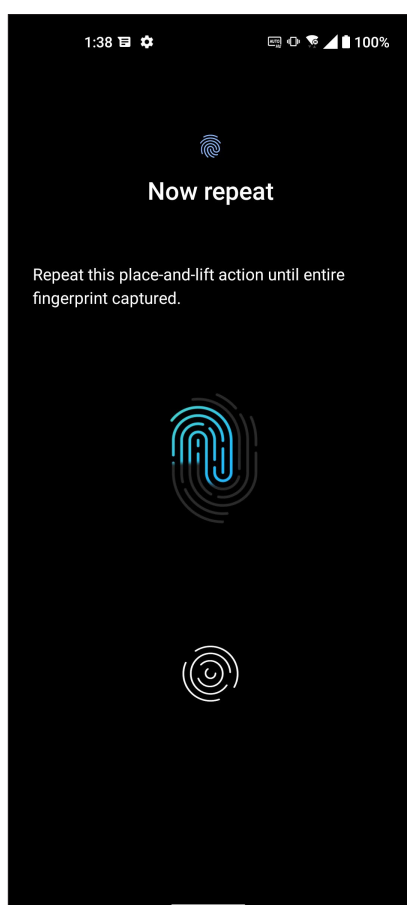 1:38 100%
Now repeat
Repeat this place-and-lift action until entire
fingerprint captured.